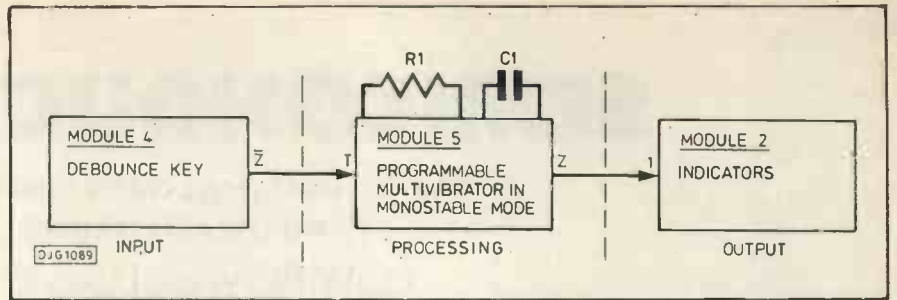 R1
C1
MODULE 4
DEBOUNCE KEY
Z̅
T
MODULE 5
PROGRAMMABLE
MULTIVIBRATOR IN
MONOSTABLE MODE
Z
1
MODULE 2
INDICATORS
INPUT
PROCESSING
OUTPUT
DJG1089